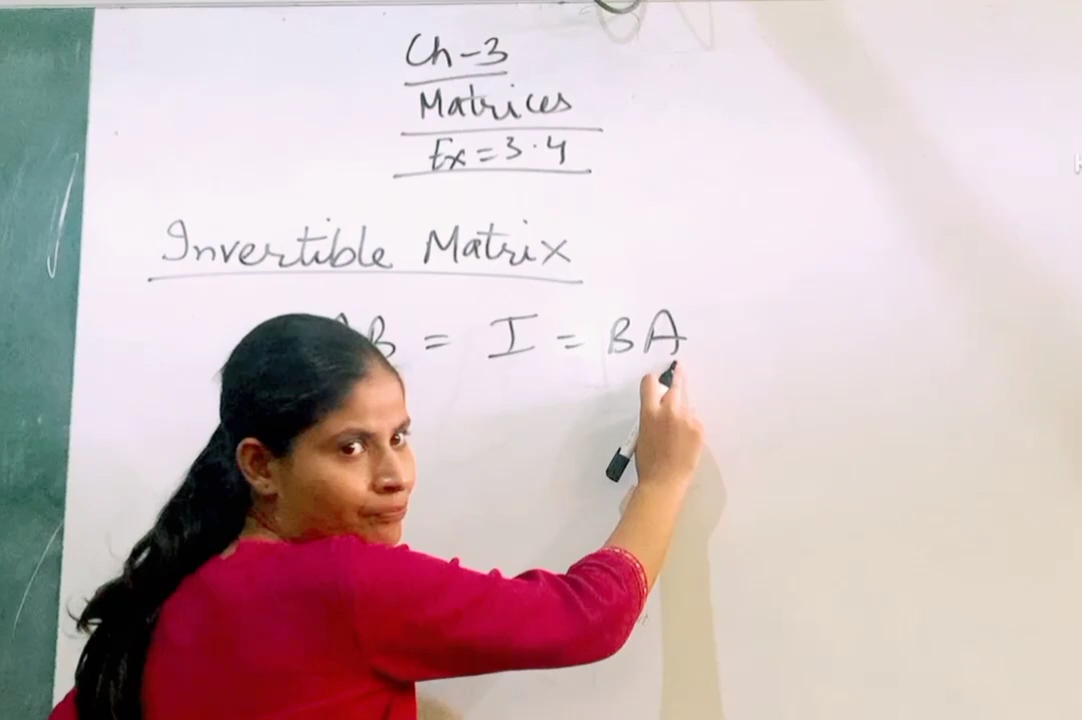 Ch-3
Matrices
Ex = 3.4
Invertible Matrix
AB = I = BA